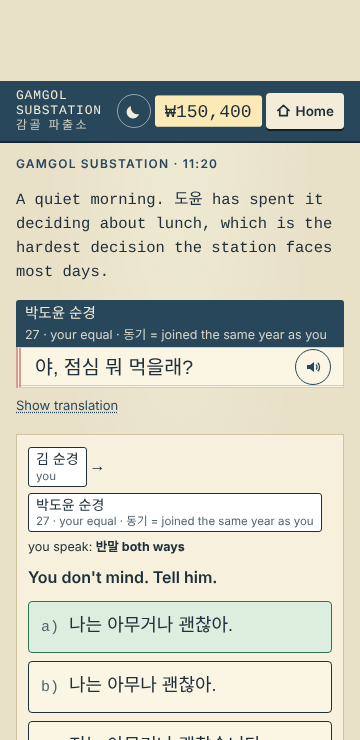 GAMGOL
SUBSTATION
감골 파출소
₩150,400
Home
GAMGOL SUBSTATION · 11:20
A quiet morning. 도윤 has spent it
deciding about lunch, which is the
hardest decision the station faces
most days.
박도윤 순경
27 · your equal · 동기 = joined the same year as you
야, 점심 뭐 먹을래?
Show translation
김 순경
you
→
박도윤 순경
27 · your equal · 동기 = joined the same year as you
you speak: 반말 both ways
You don't mind. Tell him.
a) 나는 아무거나 괜찮아.
b) 나는 아무나 괜찮아.